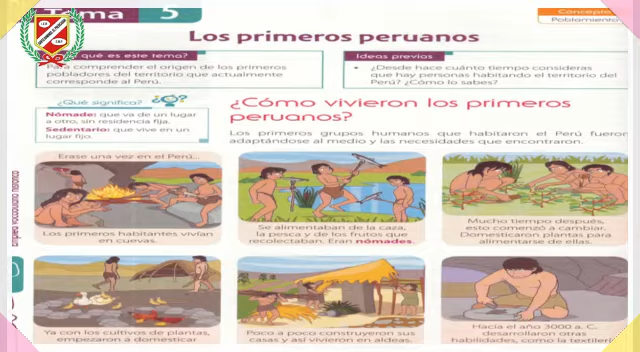 Tema 5
Los primeros peruanos
qué es este tema?
Para comprender el origen de los primeros
pobladores del territorio que actualmente
corresponde al Perú.
Ideas previas
• ¿Desde hace cuánto tiempo consideras
que hay personas habitando el territorio del
Perú? ¿Cómo lo sabes?
¿Qué significa?
Nómade: que va de un lugar
a otro, sin residencia fija.
Sedentario: que vive en un
lugar fijo.
¿Cómo vivieron los primeros
peruanos?
Los primeros grupos humanos que habitaron el Perú fueron
adaptándose al medio y las necesidades que encontraron.
Erase una vez en el Perú...
Los primeros habitantes vivían
en cuevas.
Se alimentaban de la caza,
la pesca y de los frutos que
recolectaban. Eran nómades.
Mucho tiempo después,
esto comenzó a cambiar.
Domesticaron plantas para
alimentarse de ellas.
Ya con los cultivos de plantas,
empezaron a domesticar
Poco a poco construyeron sus
casas y así vivieron en aldeas.
Hacia el año 3000 a. C.
desarrollaron otras
habilidades, como la textilería